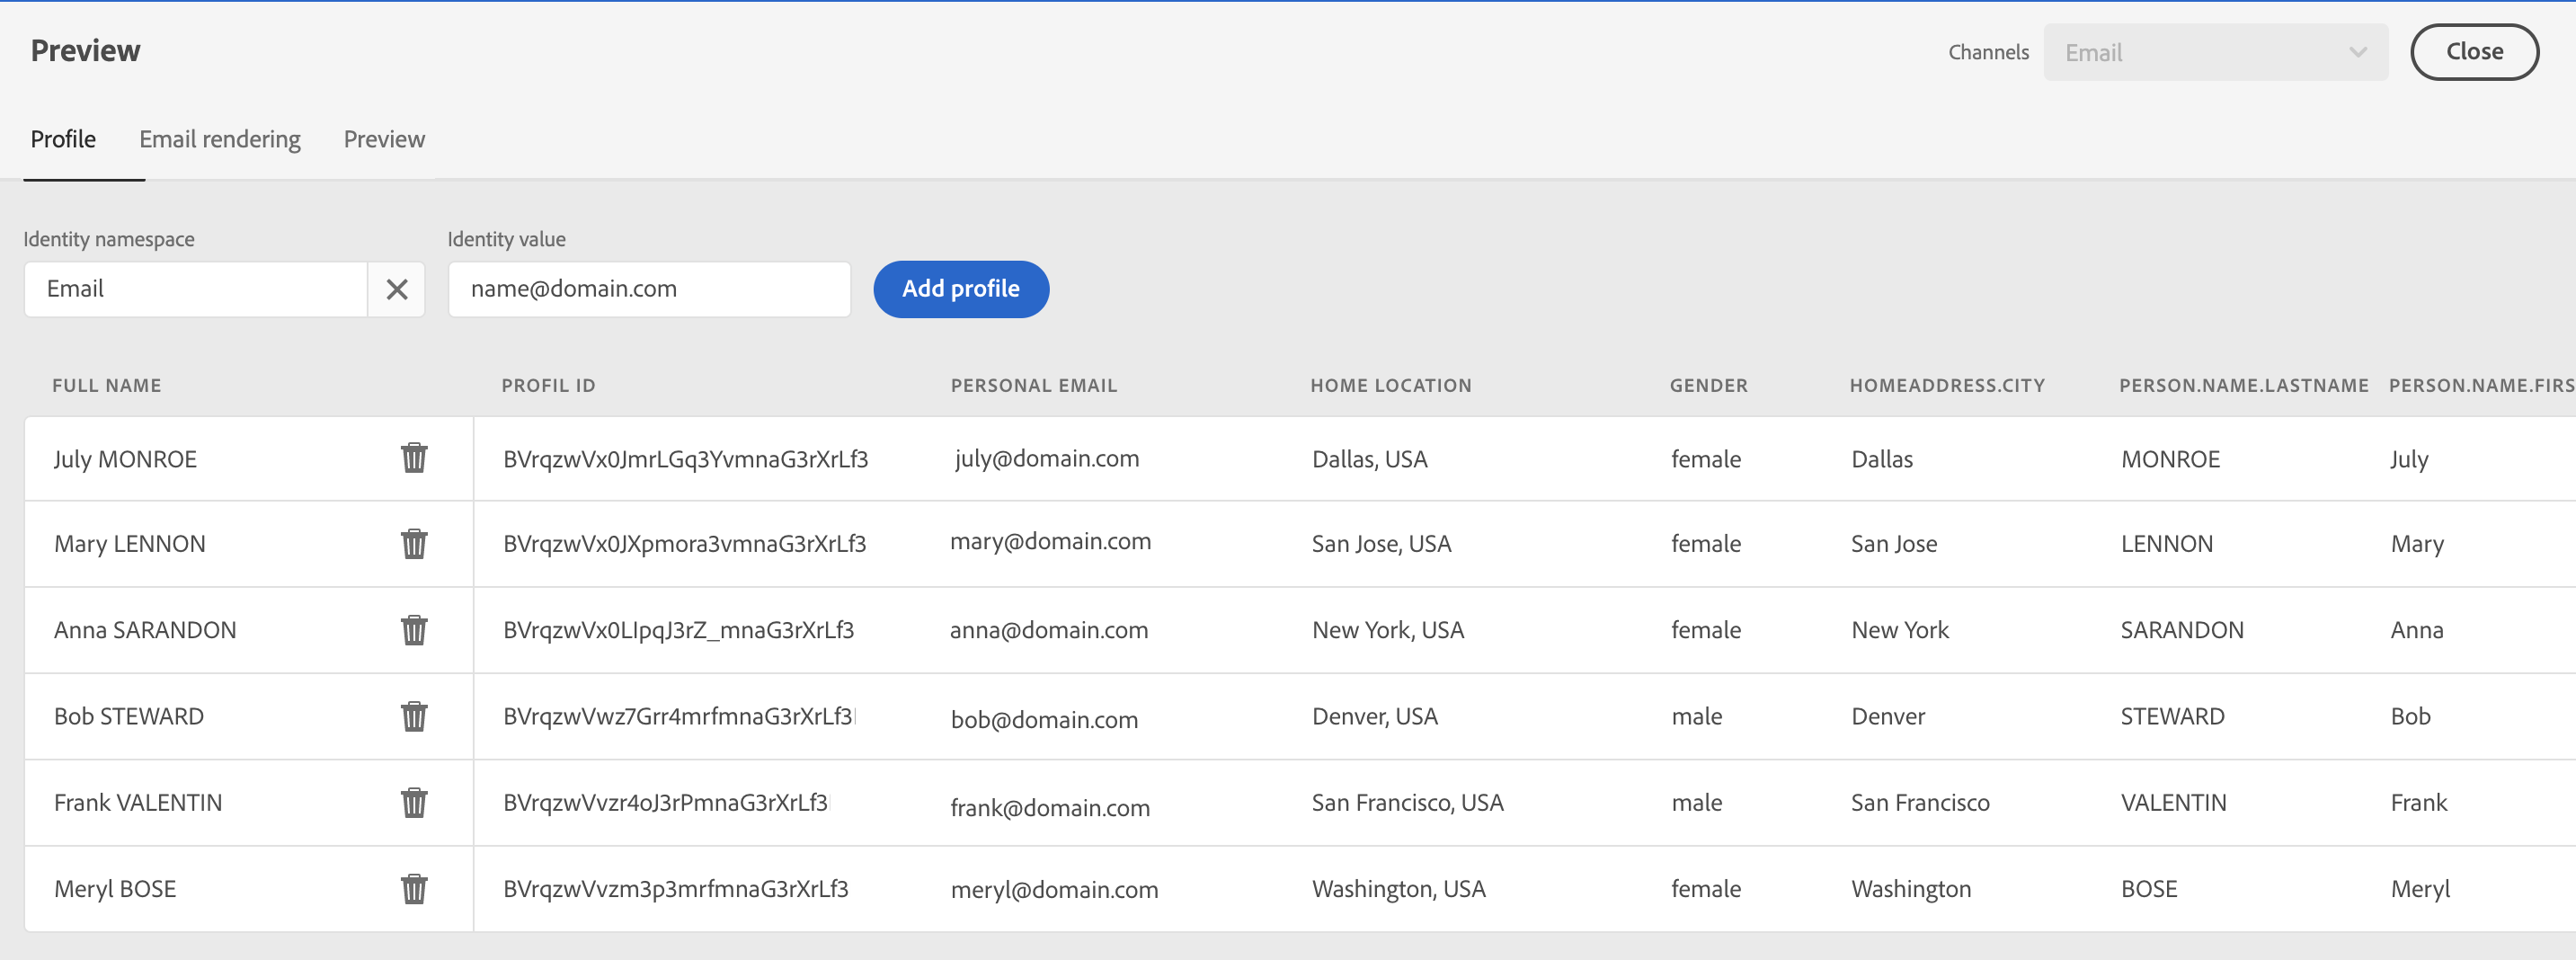 Preview
Channels Email Close
Profile Email rendering Preview
Identity namespace Identity value
Email name@domain.com Add profile
FULL NAME PROFIL ID PERSONAL EMAIL HOME LOCATION GENDER HOMEADDRESS.CITY PERSON.NAME.LASTNAME PERSON.NAME.FIRS
July MONROE BVrqzwVx0JmrLGq3YvmnaG3rXrLf3 july@domain.com Dallas, USA female Dallas MONROE July
Mary LENNON BVrqzwVx0JXpmora3vmnaG3rXrLf3 mary@domain.com San Jose, USA female San Jose LENNON Mary
Anna SARANDON BVrqzwVx0LIpqJ3rZ_mnaG3rXrLf3 anna@domain.com New York, USA female New York SARANDON Anna
Bob STEWARD BVrqzwVwz7Grr4mrfmnaG3rXrLf3 bob@domain.com Denver, USA male Denver STEWARD Bob
Frank VALENTIN BVrqzwVvzr4oJ3rPmnaG3rXrLf3 frank@domain.com San Francisco, USA male San Francisco VALENTIN Frank
Meryl BOSE BVrqzwVvzm3p3mrfmnaG3rXrLf3 meryl@domain.com Washington, USA female Washington BOSE Meryl